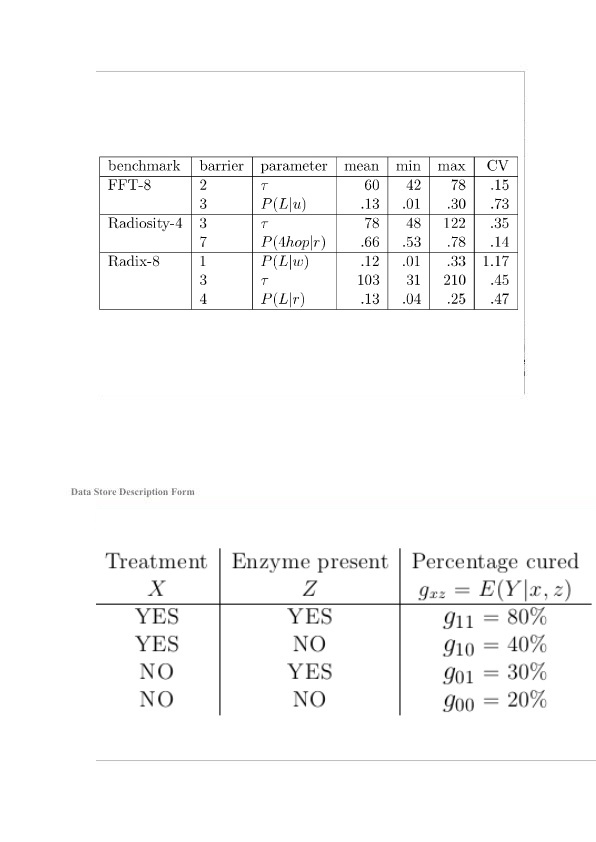 benchmark barrier parameter mean min max CV
FFT-8 2 τ 60 42 78 .15
3 P(L|u) .13 .01 .30 .73
Radiosity-4 3 τ 78 48 122 .35
7 P(4hop|r) .66 .53 .78 .14
Radix-8 1 P(L|w) .12 .01 .33 1.17
3 τ 103 31 210 .45
4 P(L|r) .13 .04 .25 .47
Data Store Description Form
Treatment Enzyme present Percentage cured
X Z g_{xz} = E(Y|x, z)
YES YES g_{11} = 80%
YES NO g_{10} = 40%
NO YES g_{01} = 30%
NO NO g_{00} = 20%